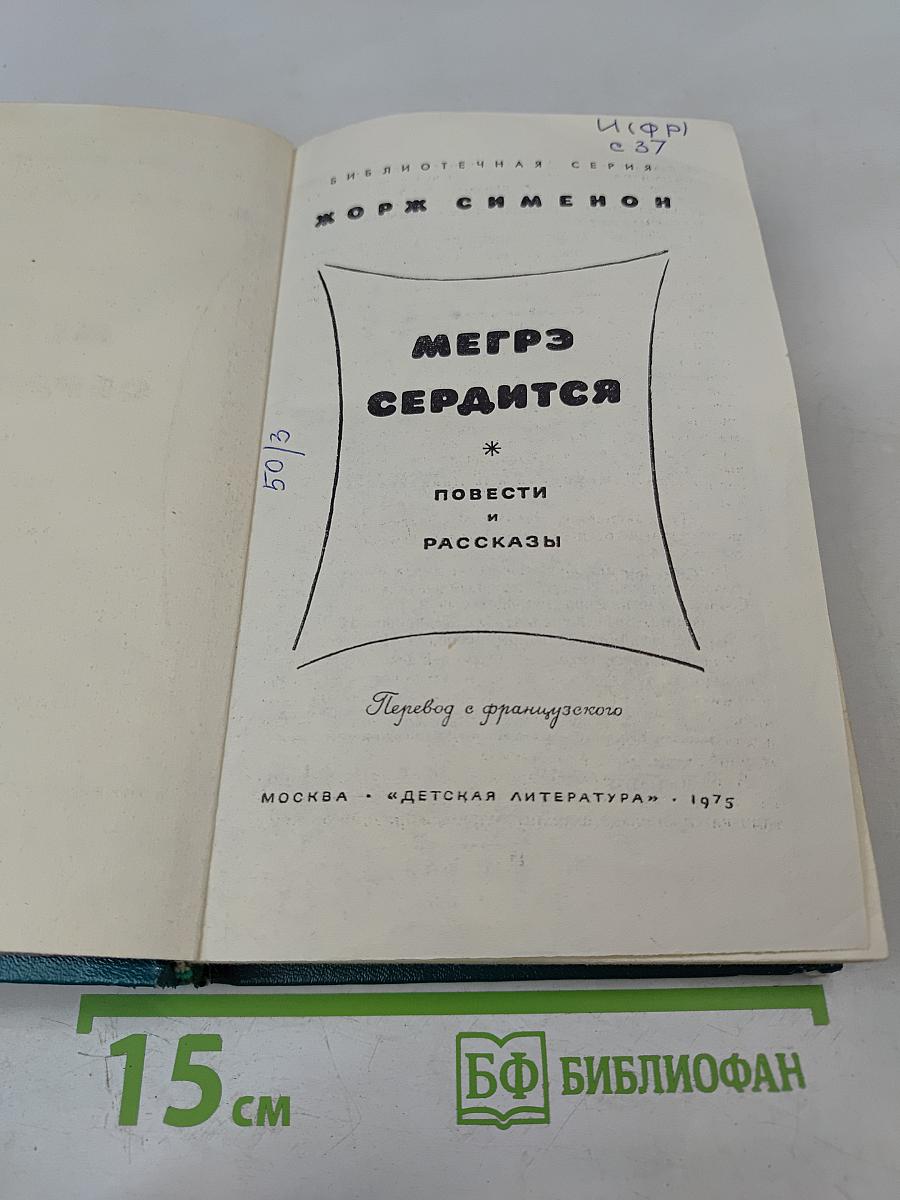 И(фр)
с 37
БИБЛИОТЕЧНАЯ СЕРИЯ
ЖОРЖ СИМЕНОН
МЕГРЭ
СЕРДИТСЯ
*
ПОВЕСТИ
И
РАССКАЗЫ
50/3
Перевод с французского
МОСКВА · «ДЕТСКАЯ ЛИТЕРАТУРА» · 1975
15 см
БФ БИБЛИОФАН